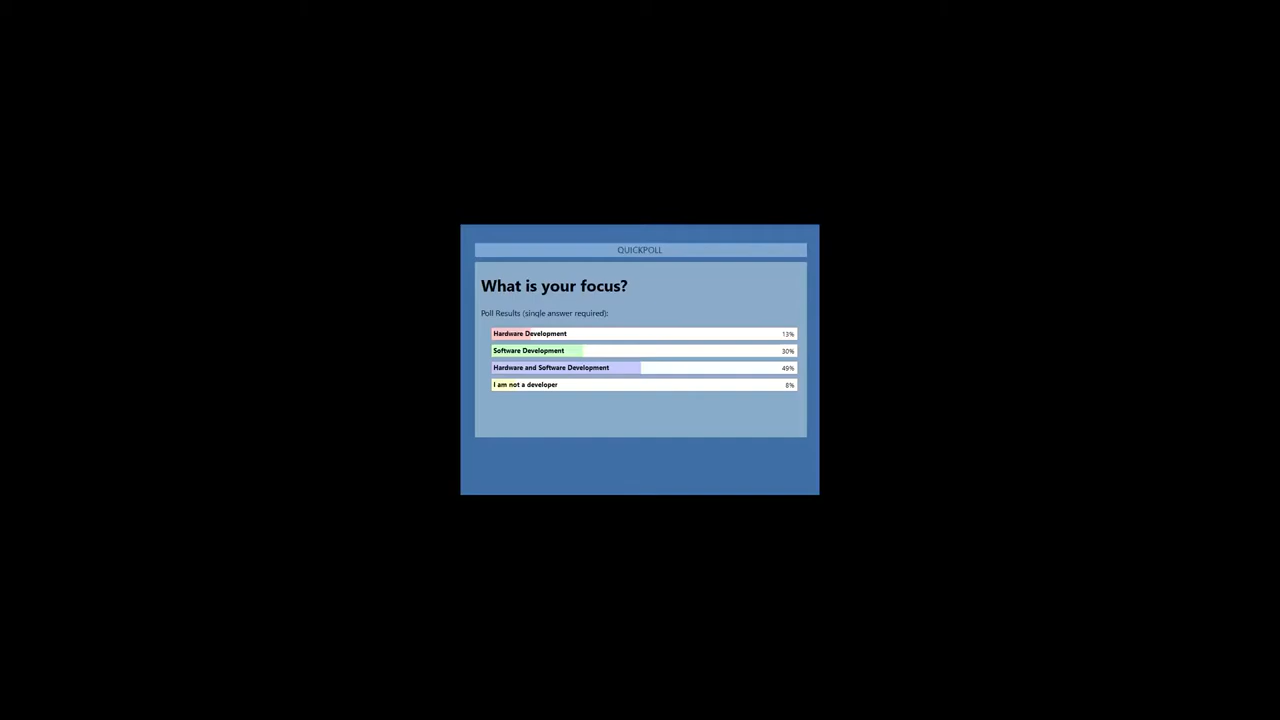 QUICKPOLL
What is your focus?
Poll Results (single answer required):
Hardware Development 13%
Software Development 30%
Hardware and Software Development 49%
I am not a developer 8%